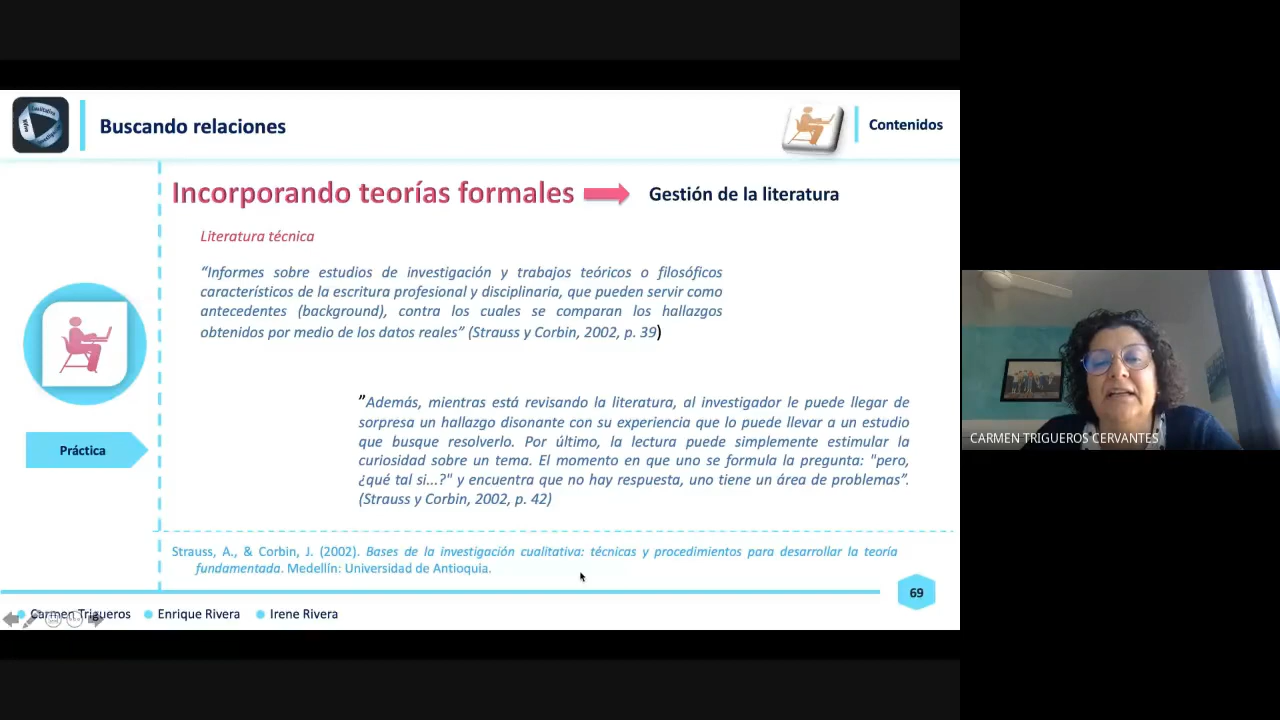 Buscando relaciones
Contenidos
Incorporando teorías formales
Gestión de la literatura
Literatura técnica
“Informes sobre estudios de investigación y trabajos teóricos o filosóficos
característicos de la escritura profesional y disciplinaria, que pueden servir como
antecedentes (background), contra los cuales se comparan los hallazgos
obtenidos por medio de los datos reales” (Strauss y Corbin, 2002, p. 39)
”Además, mientras está revisando la literatura, al investigador le puede llegar de
sorpresa un hallazgo disonante con su experiencia que lo puede llevar a un estudio
que busque resolverlo. Por último, la lectura puede simplemente estimular la
curiosidad sobre un tema. El momento en que uno se formula la pregunta: "pero,
¿qué tal si...?" y encuentra que no hay respuesta, uno tiene un área de problemas”.
(Strauss y Corbin, 2002, p. 42)
Práctica
Strauss, A., & Corbin, J. (2002). Bases de la investigación cualitativa: técnicas y procedimientos para desarrollar la teoría
fundamentada. Medellín: Universidad de Antioquia.
69
Carmen Trigueros
Enrique Rivera
Irene Rivera
CARMEN TRIGUEROS CERVANTES